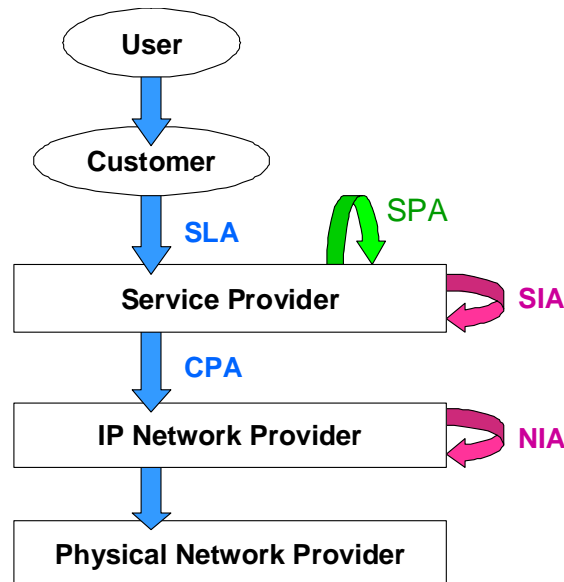 User
Customer
SLA
SPA
Service Provider
SIA
CPA
IP Network Provider
NIA
Physical Network Provider